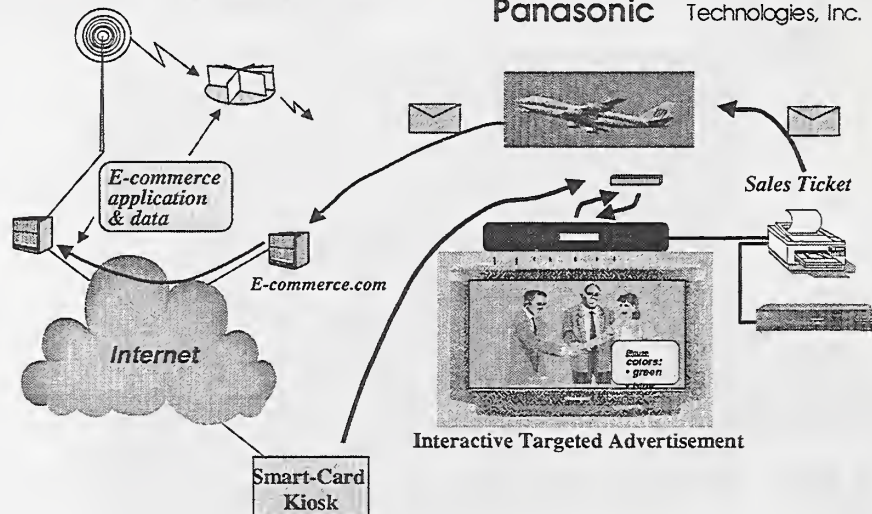 Panasonic Technologies, Inc.
E-commerce
application
& data
Sales Ticket
E-commerce.com
Internet
colors:
• green
Interactive Targeted Advertisement
Smart-Card
Kiosk